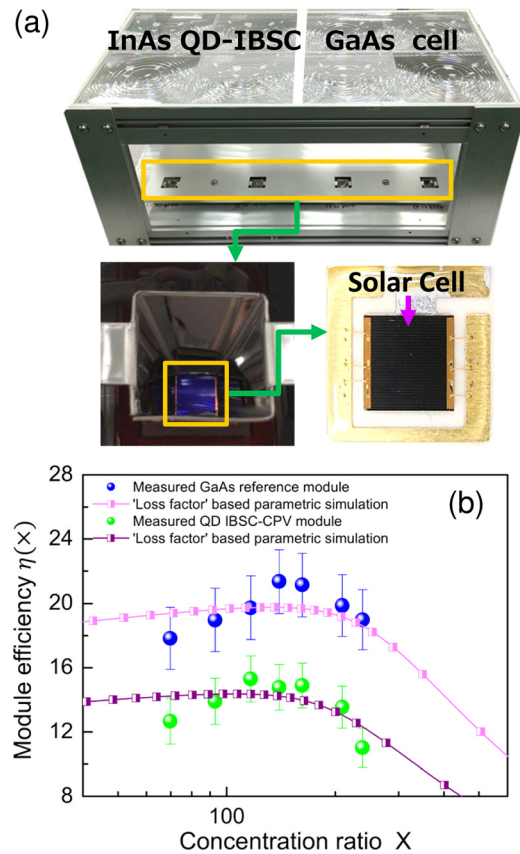 (a)
InAs QD-IBSC GaAs cell
Solar Cell
(b)
28
24
20
16
12
8
Module efficiency η(×)
Measured GaAs reference module
'Loss factor' based parametric simulation
Measured QD IBSC-CPV module
'Loss factor' based parametric simulation
100
Concentration ratio X